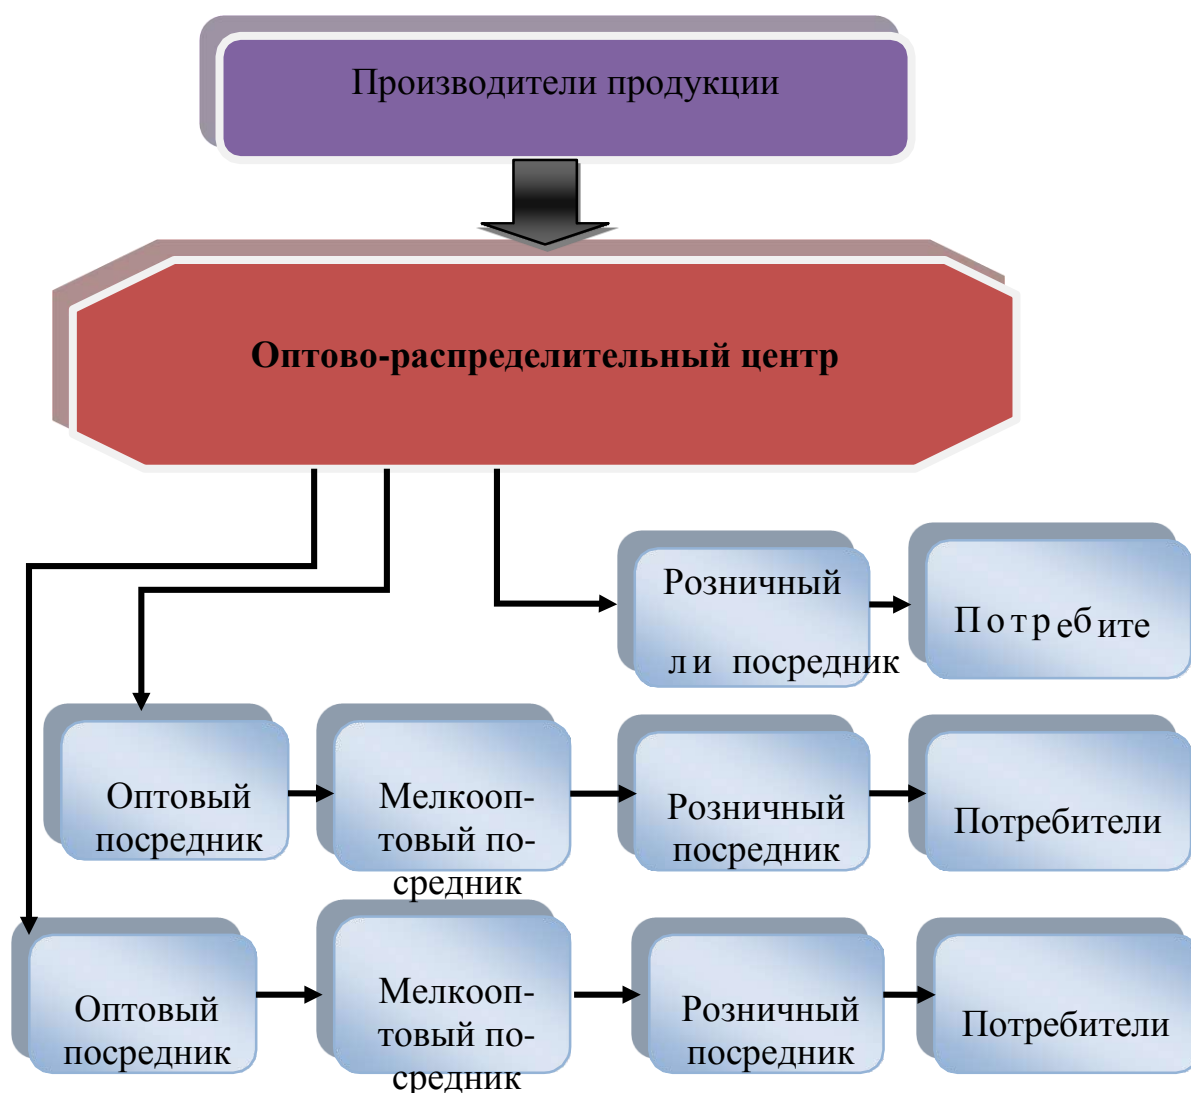 Производители продукции
Оптово-распределительный центр
Розничный
ли посредник
Потребите
Оптовый
посредник
Мелкооп-
товый по-
средник
Розничный
посредник
Потребители
Оптовый
посредник
Мелкооп-
товый по-
средник
Розничный
посредник
Потребители